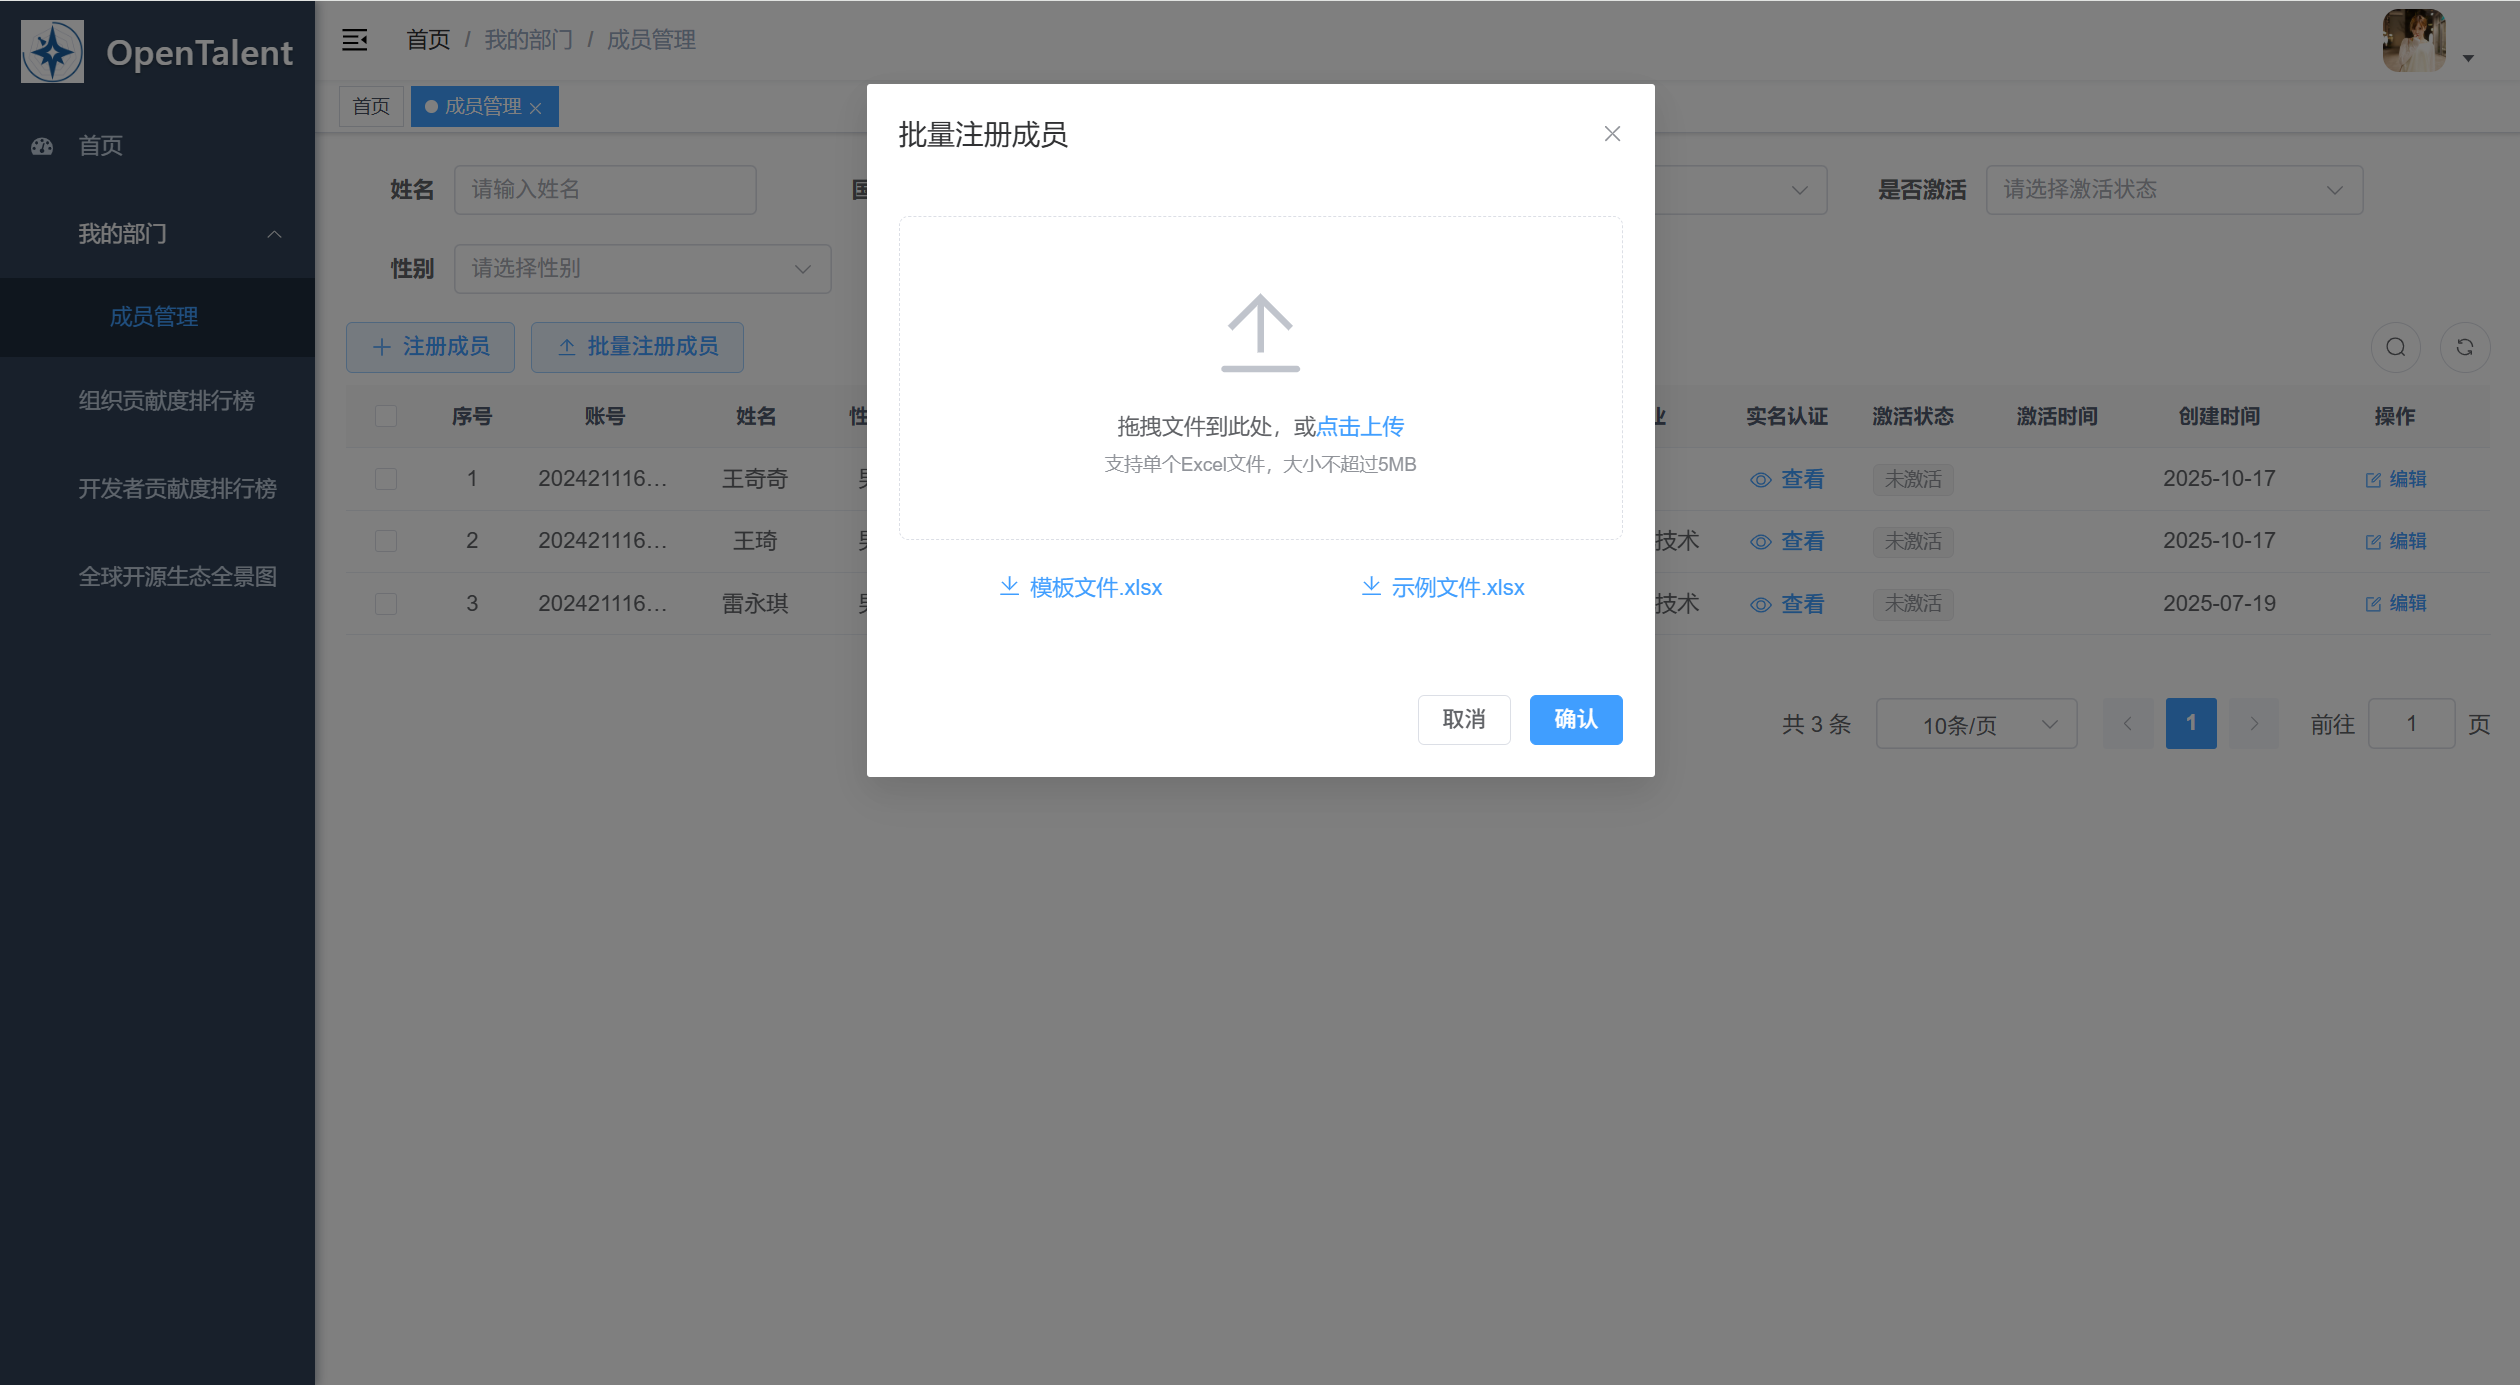 OpenTalent
首页 / 我的部门 / 成员管理
首页
成员管理
首页
我的部门
成员管理
组织贡献度排行榜
开发者贡献度排行榜
全球开源生态全景图
姓名 请输入姓名
是否激活 请选择激活状态
性别 请选择性别
注册成员 批量注册成员
序号 账号 姓名 实名认证 激活状态 激活时间 创建时间 操作
1 202421116... 王奇奇 查看 未激活 2025-10-17 编辑
2 202421116... 王琦 技术 查看 未激活 2025-10-17 编辑
3 202421116... 雷永琪 技术 查看 未激活 2025-07-19 编辑
共 3 条 10条/页 1 前往 1 页
批量注册成员
拖拽文件到此处，或点击上传
支持单个Excel文件，大小不超过5MB
模板文件.xlsx 示例文件.xlsx
取消 确认